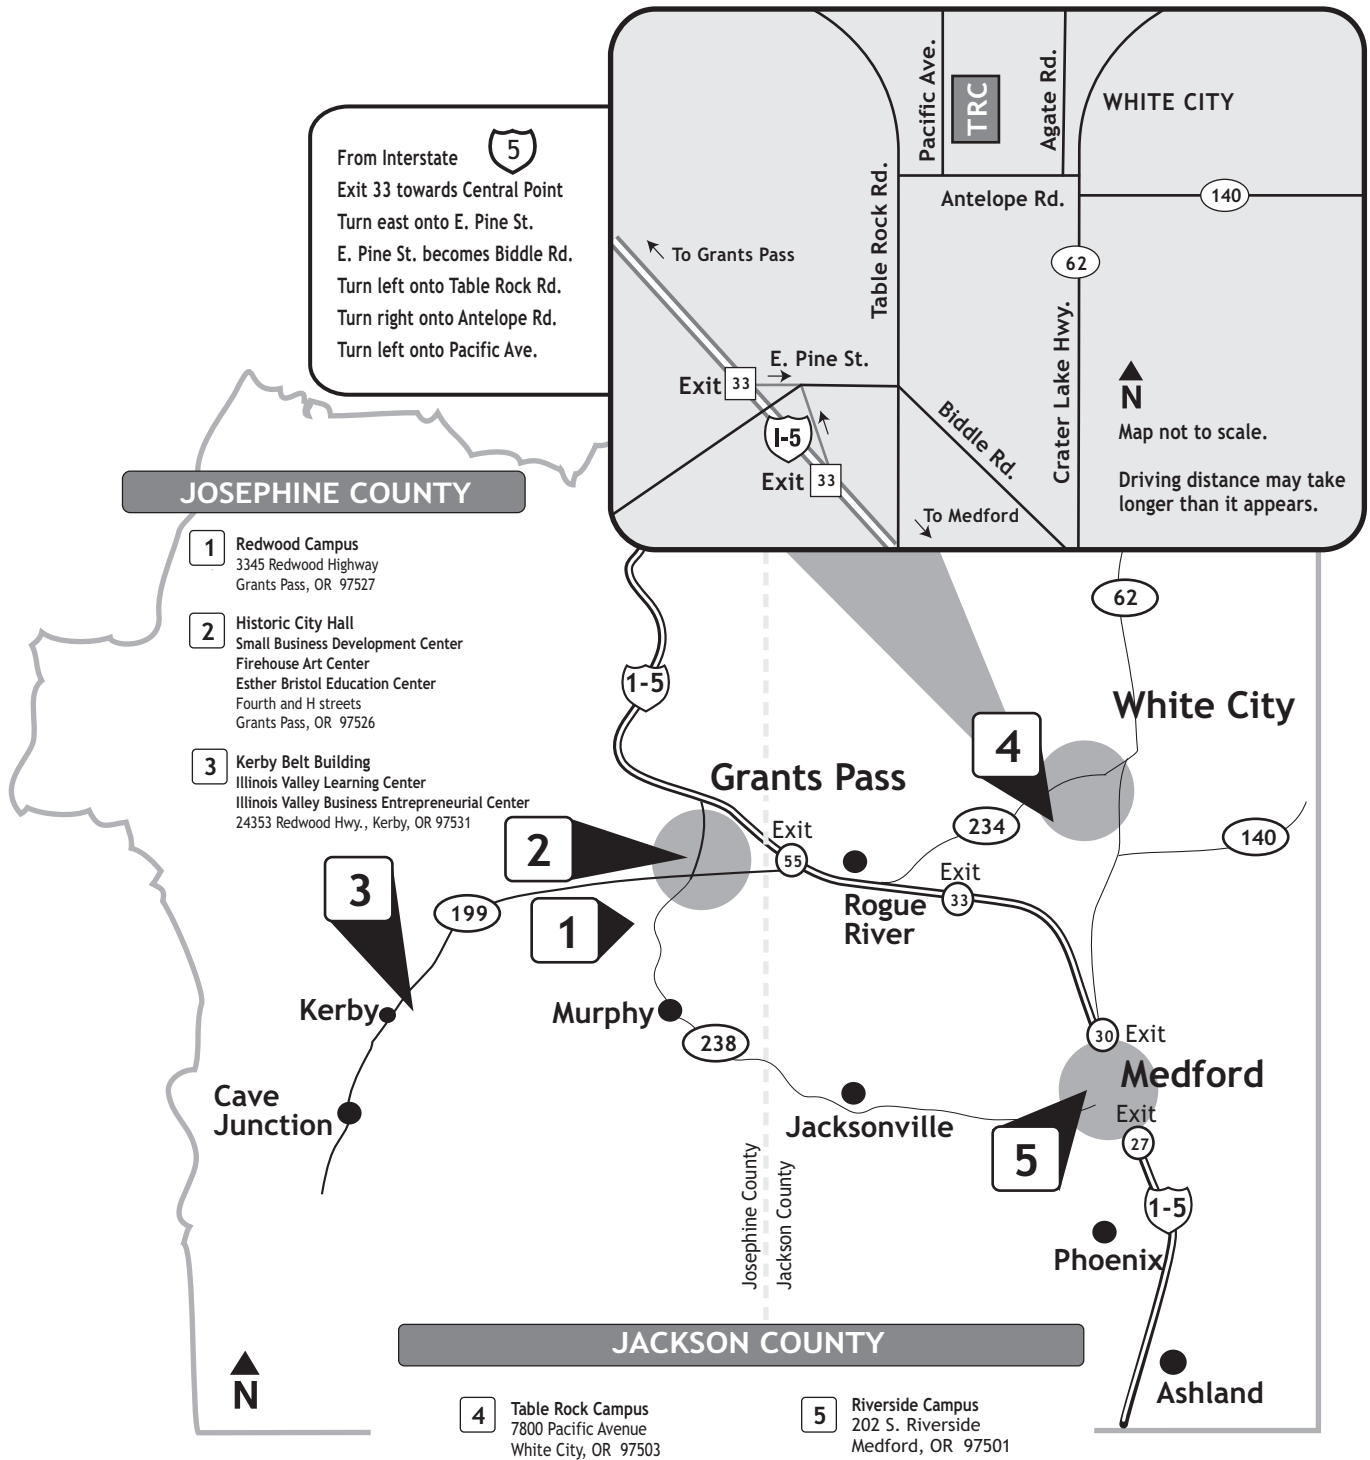 From Interstate 5
Exit 33 towards Central Point
Turn east onto E. Pine St.
E. Pine St. becomes Biddle Rd.
Turn left onto Table Rock Rd.
Turn right onto Antelope Rd.
Turn left onto Pacific Ave.
Pacific Ave.
TRC
Agate Rd.
WHITE CITY
Table Rock Rd.
Antelope Rd.
140
62
To Grants Pass
E. Pine St.
Exit 33
I-5
Exit 33
Biddle Rd.
Crater Lake Hwy.
To Medford
N
Map not to scale.
Driving distance may take
longer than it appears.
JOSEPHINE COUNTY
1
Redwood Campus
3345 Redwood Highway
Grants Pass, OR 97527
2
Historic City Hall
Small Business Development Center
Firehouse Art Center
Esther Bristol Education Center
Fourth and H streets
Grants Pass, OR 97526
3
Kerby Belt Building
Illinois Valley Learning Center
Illinois Valley Business Entrepreneurial Center
24353 Redwood Hwy., Kerby, OR 97531
62
1-5
White City
4
Grants Pass
234
140
2
Exit
55
Exit
33
Rogue
River
3
199
1
Kerby
Murphy
238
30 Exit
Medford
Cave
Junction
Jacksonville
Exit
27
5
1-5
Josephine County
Jackson County
Phoenix
Ashland
N
JACKSON COUNTY
4
Table Rock Campus
7800 Pacific Avenue
White City, OR 97503
5
Riverside Campus
202 S. Riverside
Medford, OR 97501